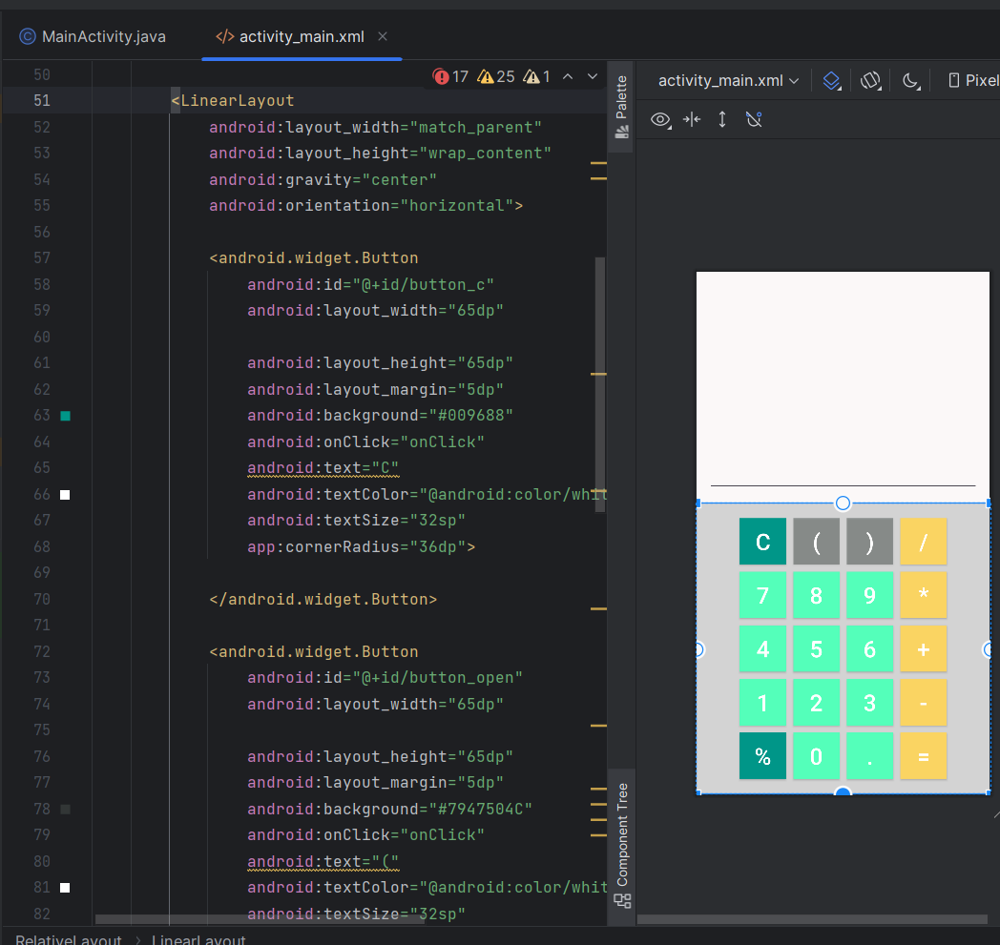 MainActivity.java
</> activity_main.xml
17 25 1
50
51 <LinearLayout
52 android:layout_width="match_parent"
53 android:layout_height="wrap_content"
54 android:gravity="center"
55 android:orientation="horizontal">
56
57 <android.widget.Button
58 android:id="@+id/button_c"
59 android:layout_width="65dp"
60
61 android:layout_height="65dp"
62 android:layout_margin="5dp"
63 android:background="#009688"
64 android:onClick="onClick"
65 android:text="C"
66 android:textColor="@android:color/whit
67 android:textSize="32sp"
68 app:cornerRadius="36dp">
69
70 </android.widget.Button>
71
72 <android.widget.Button
73 android:id="@+id/button_open"
74 android:layout_width="65dp"
75
76 android:layout_height="65dp"
77 android:layout_margin="5dp"
78 android:background="#7947504C"
79 android:onClick="onClick"
80 android:text="("
81 android:textColor="@android:color/whit
82 android:textSize="32sp"
RelativeLayout > LinearLayout
Palette
Component Tree
activity_main.xml
Pixel
C ( ) /
7 8 9 *
4 5 6 +
1 2 3 -
% 0 . =